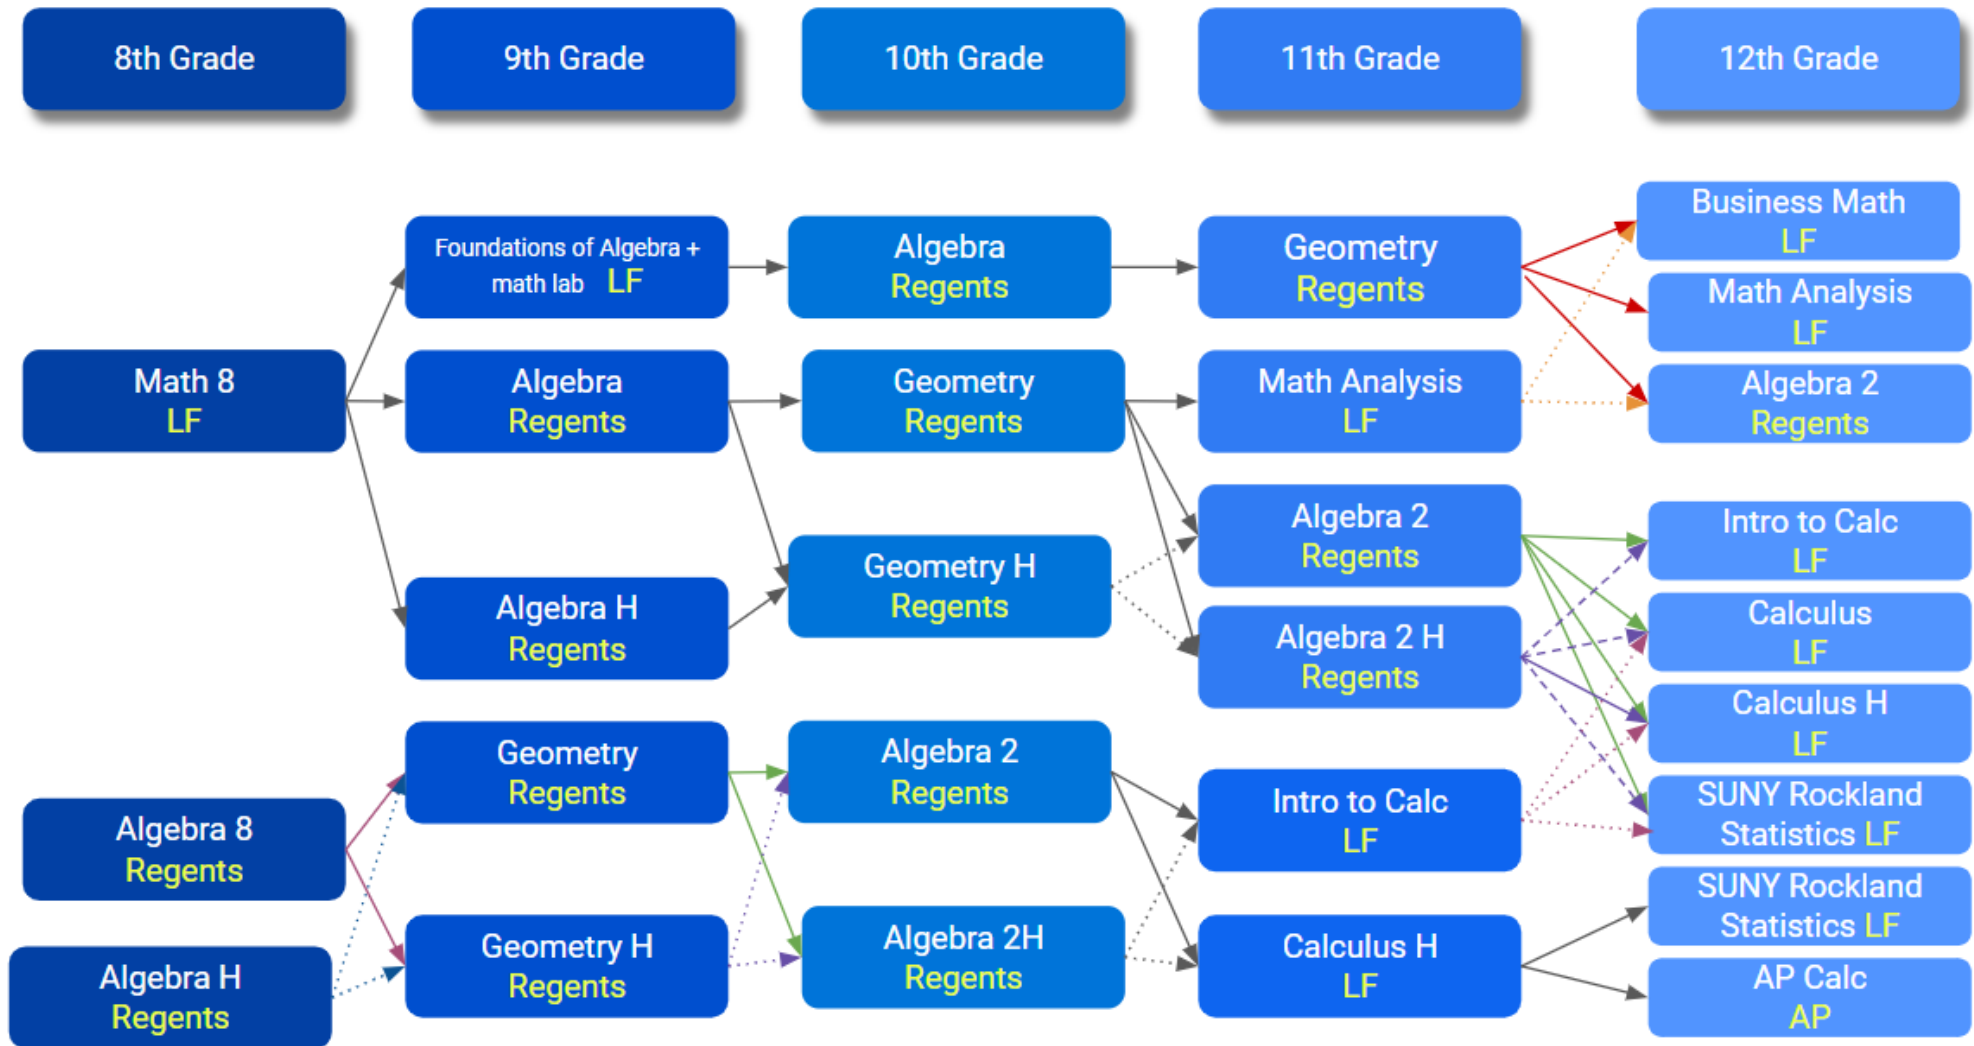 8th Grade
9th Grade
10th Grade
11th Grade
12th Grade
Math 8
LF
Algebra 8
Regents
Algebra H
Regents
Foundations of Algebra +
math lab LF
Algebra
Regents
Algebra H
Regents
Geometry
Regents
Geometry H
Regents
Algebra
Regents
Geometry
Regents
Geometry H
Regents
Algebra 2
Regents
Algebra 2H
Regents
Geometry
Regents
Math Analysis
LF
Algebra 2
Regents
Algebra 2 H
Regents
Intro to Calc
LF
Calculus H
LF
Business Math
LF
Math Analysis
LF
Algebra 2
Regents
Intro to Calc
LF
Calculus
LF
Calculus H
LF
SUNY Rockland
Statistics LF
SUNY Rockland
Statistics LF
AP Calc
AP